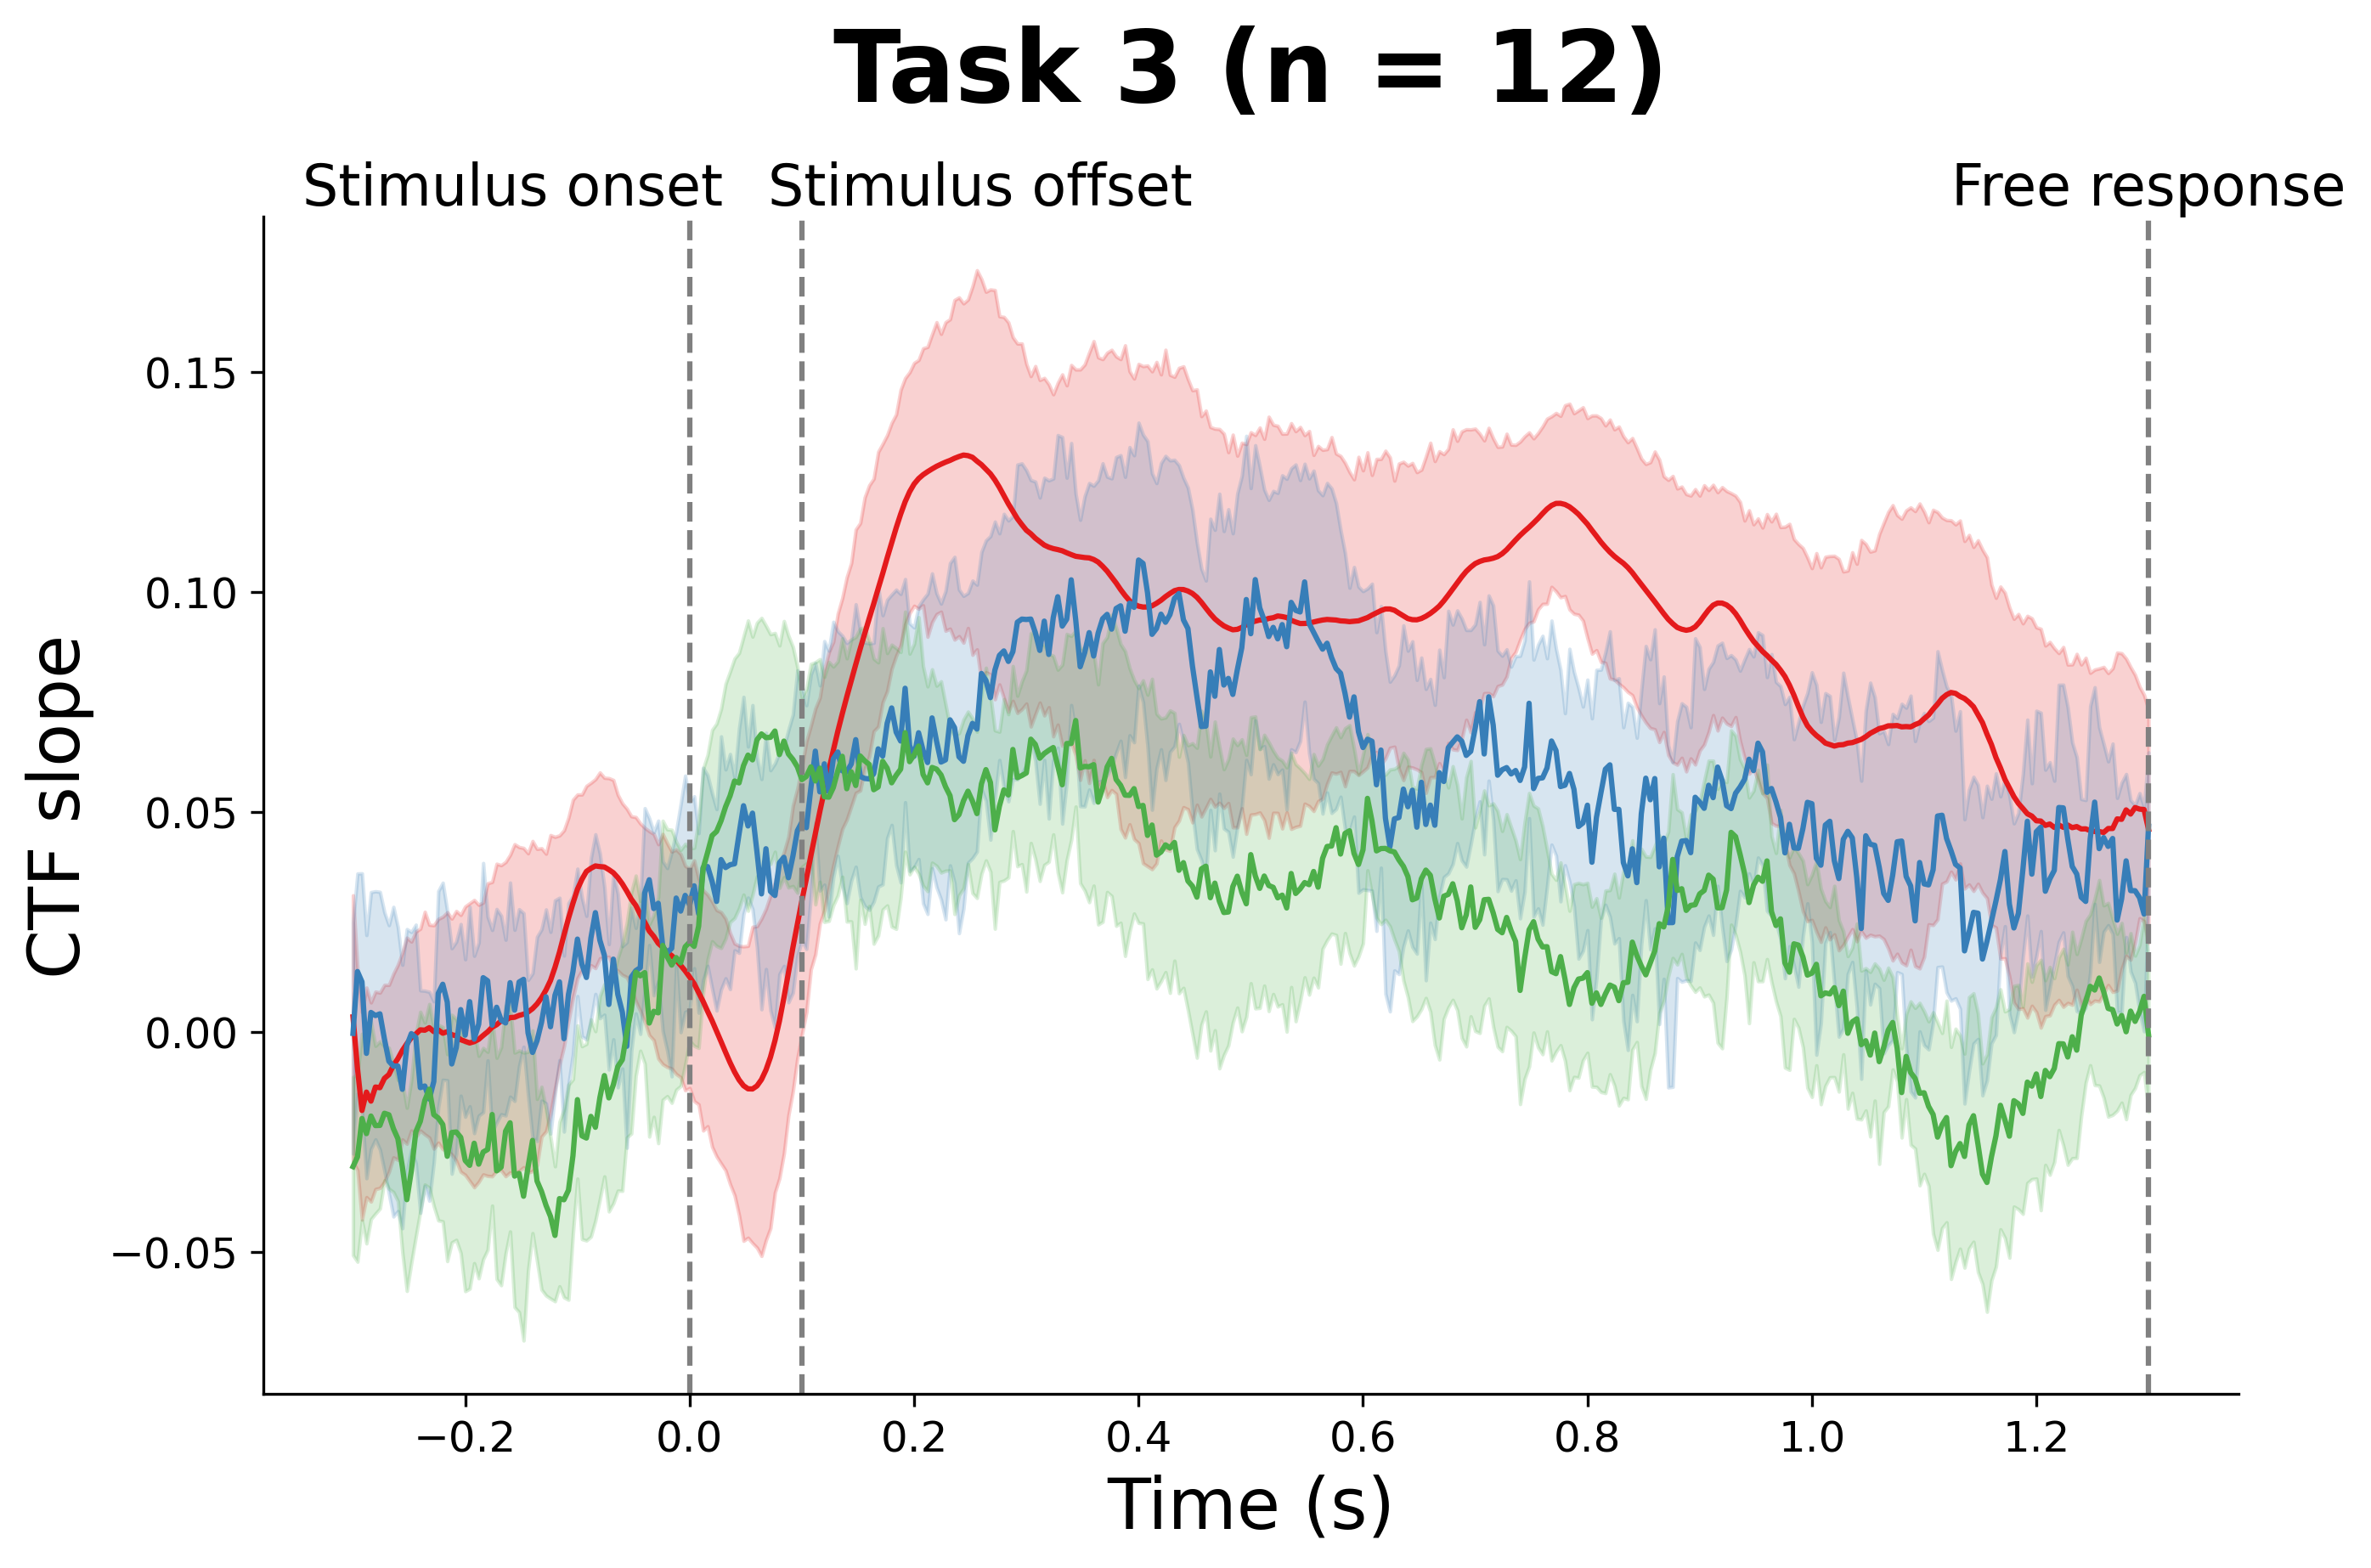 Task 3 (n = 12)
Stimulus onset Stimulus offset Free response
0.15
0.10
0.05
0.00
−0.05
CTF slope
−0.2 0.0 0.2 0.4 0.6 0.8 1.0 1.2
Time (s)